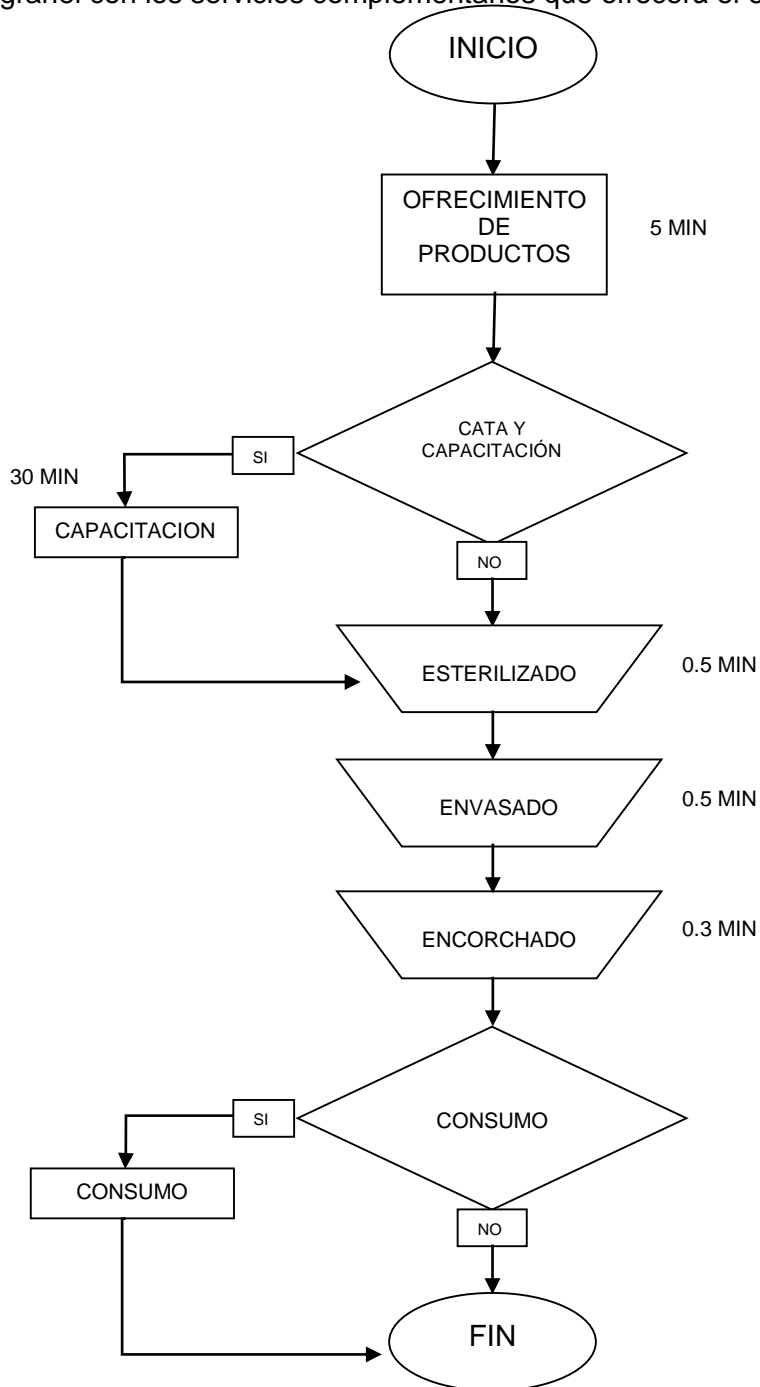 granel con los servicios complementarios que ofrecerá el
INICIO
OFRECIMIENTO
DE
PRODUCTOS
5 MIN
CATA Y
CAPACITACIÓN
SI
30 MIN
CAPACITACION
NO
ESTERILIZADO
0.5 MIN
ENVASADO
0.5 MIN
ENCORCHADO
0.3 MIN
CONSUMO
SI
CONSUMO
NO
FIN